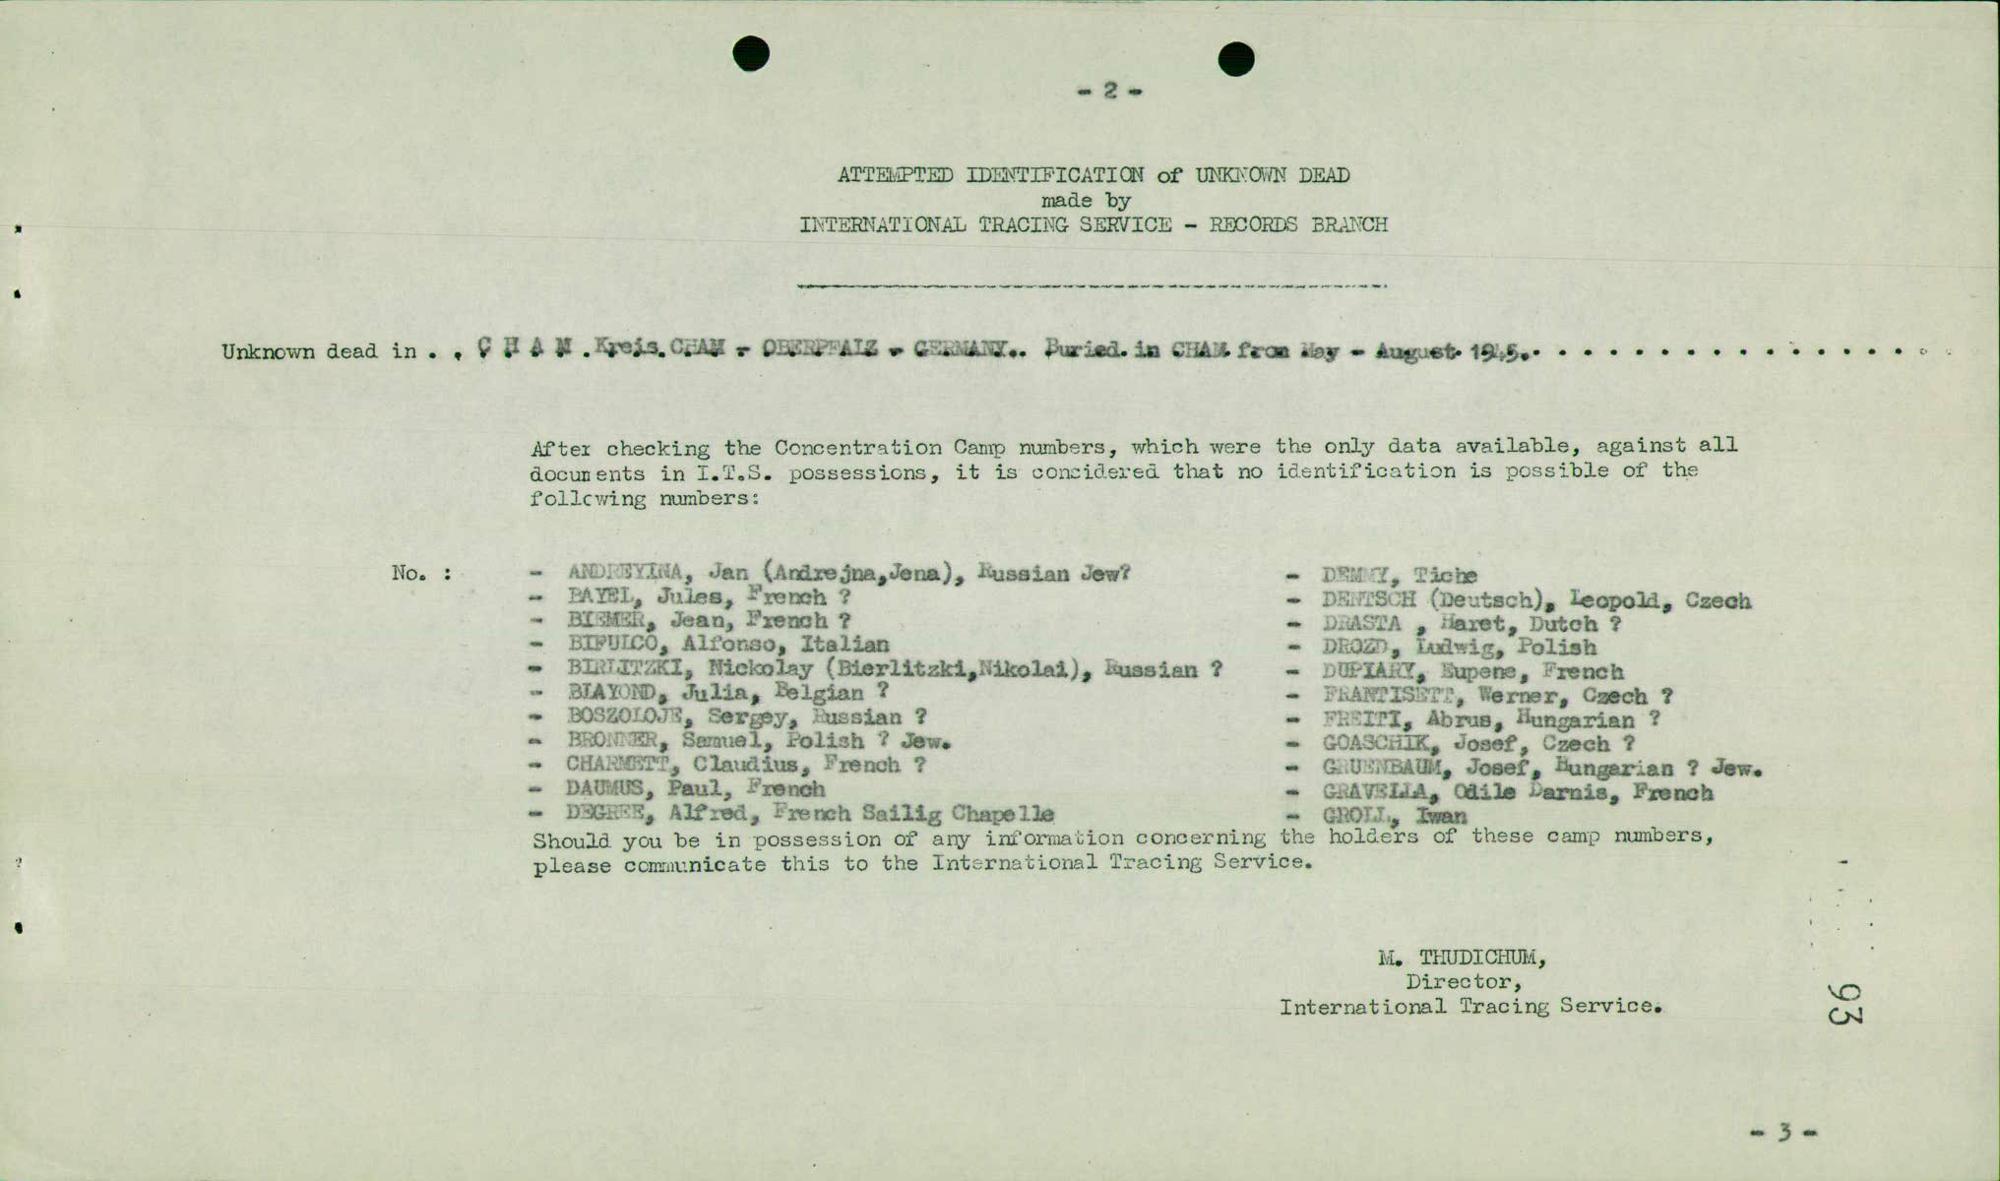 - 2 -
ATTEMPTED IDENTIFICATION of UNKNOWN DEAD
made by
INTERNATIONAL TRACING SERVICE - RECORDS BRANCH
Unknown dead in . . C H A M . Kreis. CHAM - OBERPFALZ - GERMANY.. Buried. in CHAM from May - August 1945.
After checking the Concentration Camp numbers, which were the only data available, against all
documents in I.T.S. possessions, it is concidered that no identification is possible of the
following numbers:
No. :
- ANDREYINA, Jan (Andrejna,Jena), Russian Jew?
- BAYEL, Jules, French ?
- BIEMER, Jean, French ?
- BIFULCO, Alfonso, Italian
- BIRLITZKI, Nickolay (Bierlitzki,Nikolai), Russian ?
- BLAYOND, Julia, Belgian ?
- BOSZOLOJE, Sergey, Russian ?
- BRONNER, Samuel, Polish ? Jew.
- CHARMETT, Claudius, French ?
- DAUMUS, Paul, French
- DEGREE, Alfred, French Sailig Chapelle
- Tiche
- DENTSCH (Deutsch), Leopold, Czech
- DRASTA , Maret, Dutch ?
- DROZD, Ludwig, Polish
- DUPIARY, Eupene, French
- FRANTISETT, Werner, Czech ?
- FREITI, Abrus, Hungarian ?
- GOASCHIK, Josef, Czech ?
- GRUENBAUM, Josef, Hungarian ? Jew.
- GRAVELLA, Odile Darnis, French
- GROLL, Iwan
Should you be in possession of any information concerning the holders of these camp numbers,
please communicate this to the International Tracing Service.
M. THUDICHUM,
Director,
International Tracing Service.
93
- 3 -